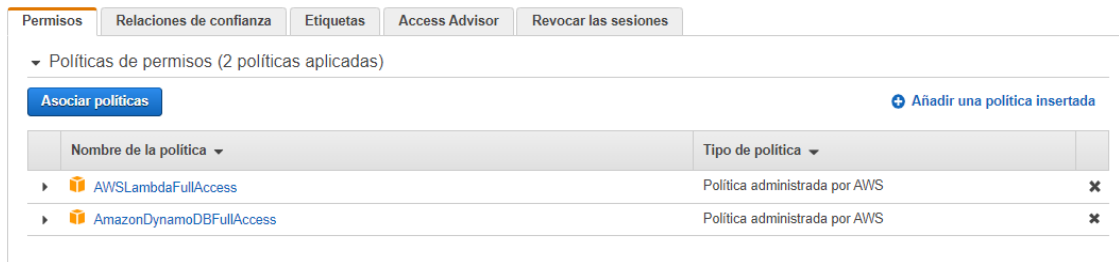 Permisos Relaciones de confianza Etiquetas Access Advisor Revocar las sesiones
Políticas de permisos (2 políticas aplicadas)
Asociar políticas Añadir una política insertada
Nombre de la política Tipo de política
AWSLambdaFullAccess Política administrada por AWS
AmazonDynamoDBFullAccess Política administrada por AWS